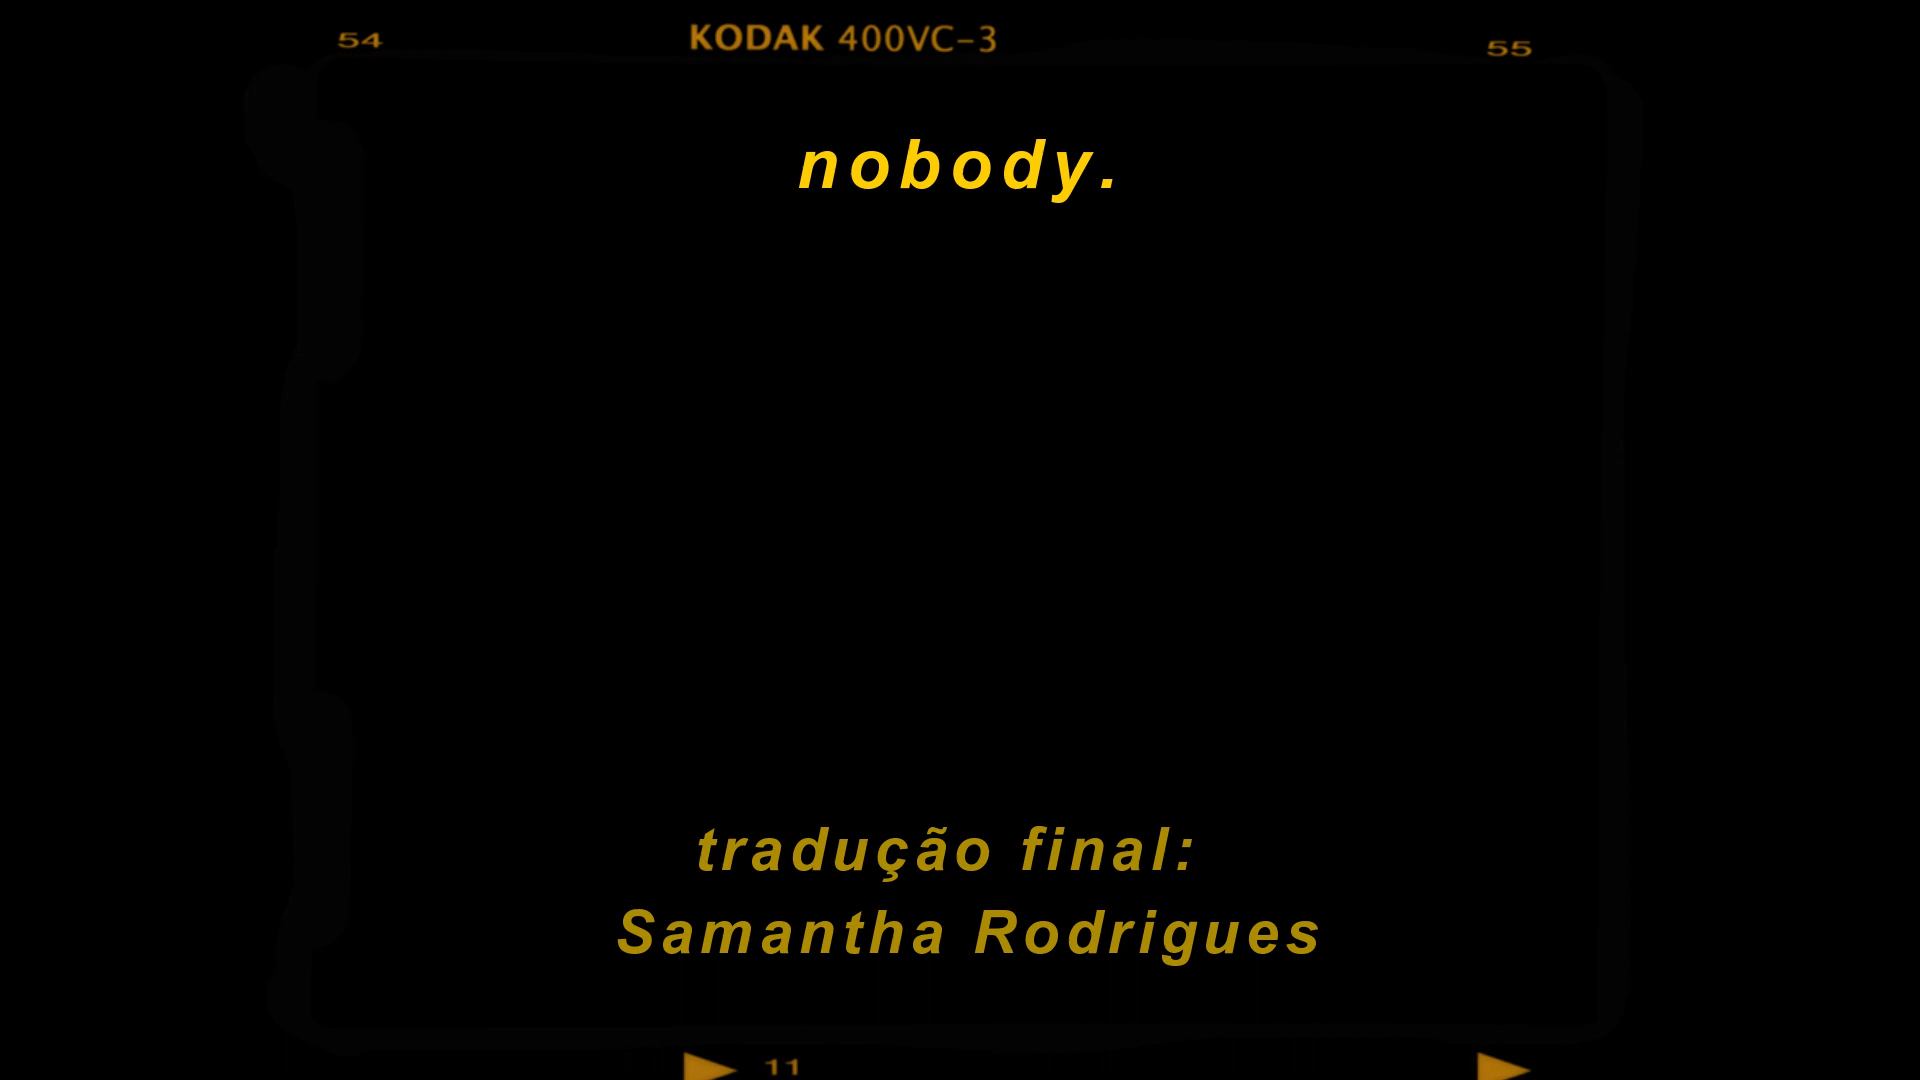 54 KODAK 400VC-3 55
nobody.
tradução final:
Samantha Rodrigues
11